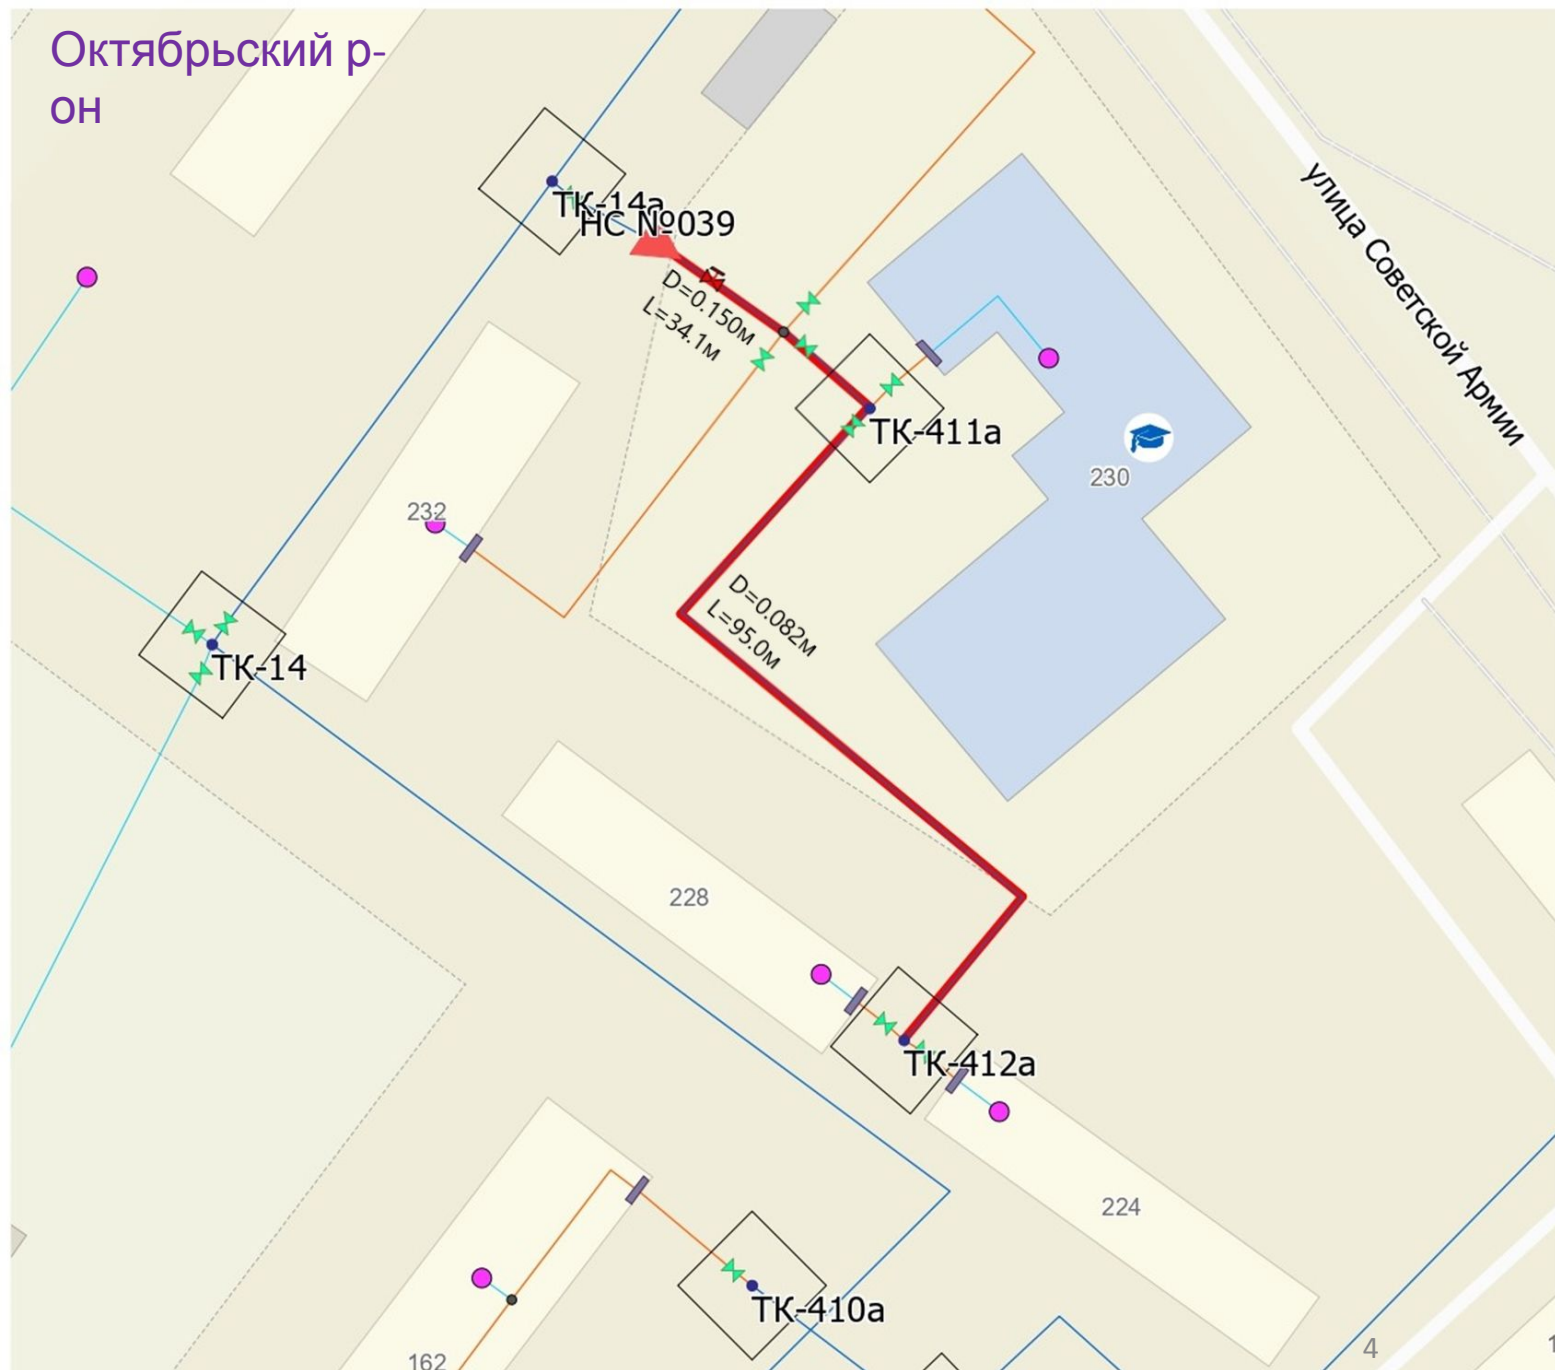 Октябрьский р-
он
ТК-14а
НС №039
D=0.150м
L=34.1м
улица Советской Армии
ТК-411а
230
232
D=0.082м
L=95.0м
ТК-14
228
ТК-412а
224
ТК-410а
162
4
1